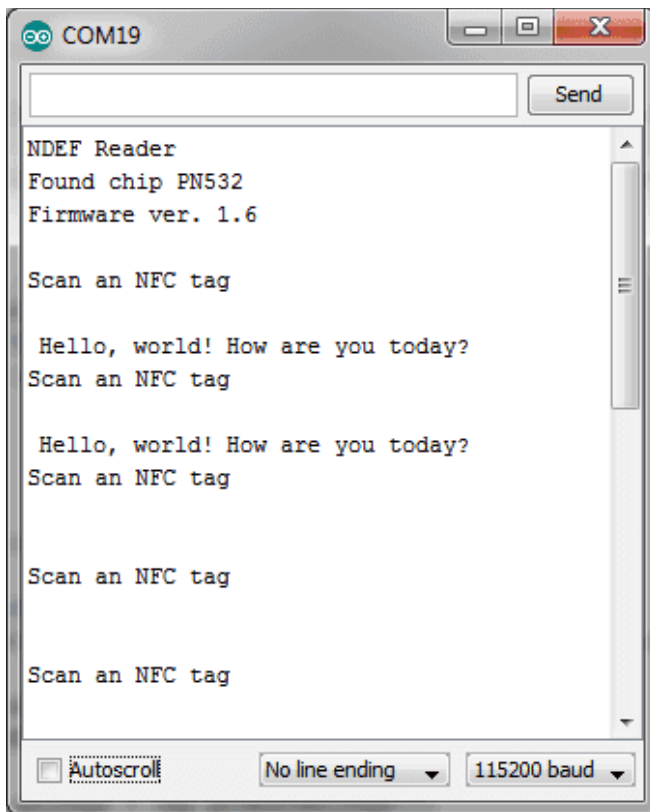 COM19
Send
NDEF Reader
Found chip PN532
Firmware ver. 1.6
Scan an NFC tag
Hello, world! How are you today?
Scan an NFC tag
Hello, world! How are you today?
Scan an NFC tag
Scan an NFC tag
Scan an NFC tag
Autoscroll
No line ending
115200 baud